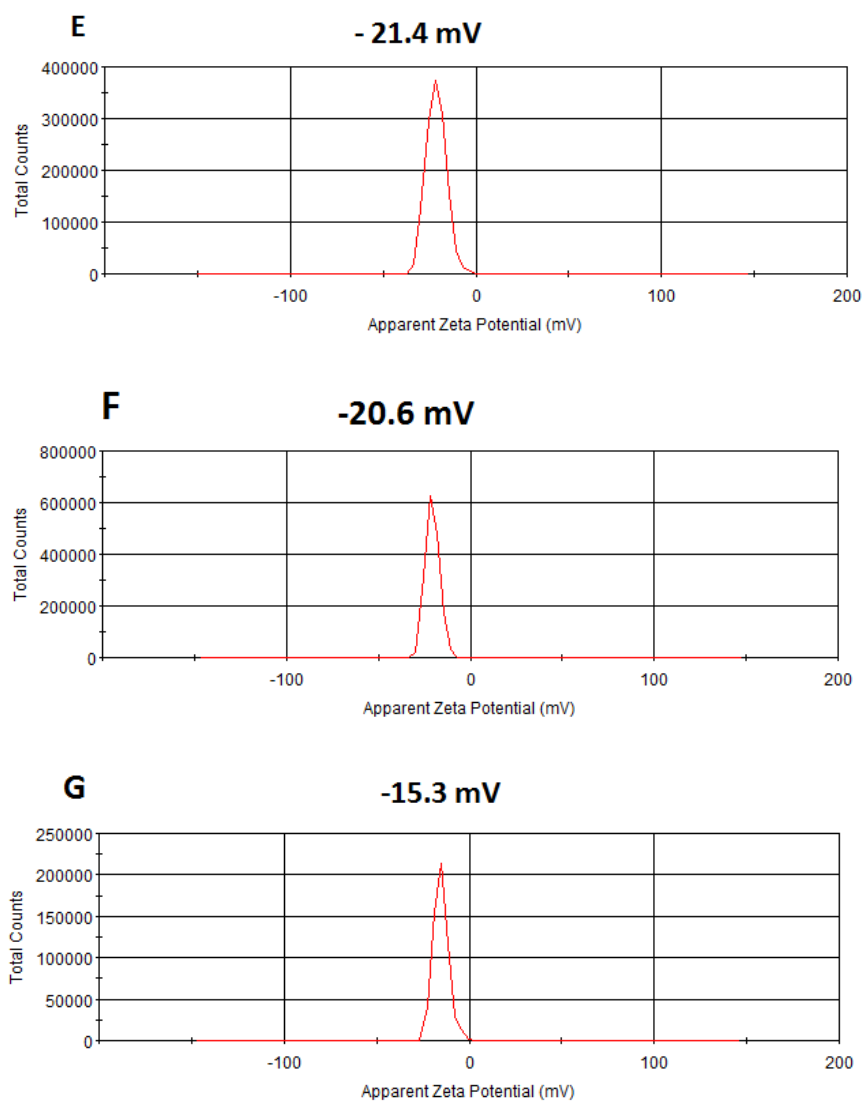 E
- 21.4 mV
400000
300000
200000
100000
0
-100 0 100 200
Total Counts
Apparent Zeta Potential (mV)
F
-20.6 mV
800000
600000
400000
200000
0
-100 0 100 200
Total Counts
Apparent Zeta Potential (mV)
G
-15.3 mV
250000
200000
150000
100000
50000
0
-100 0 100 200
Total Counts
Apparent Zeta Potential (mV)